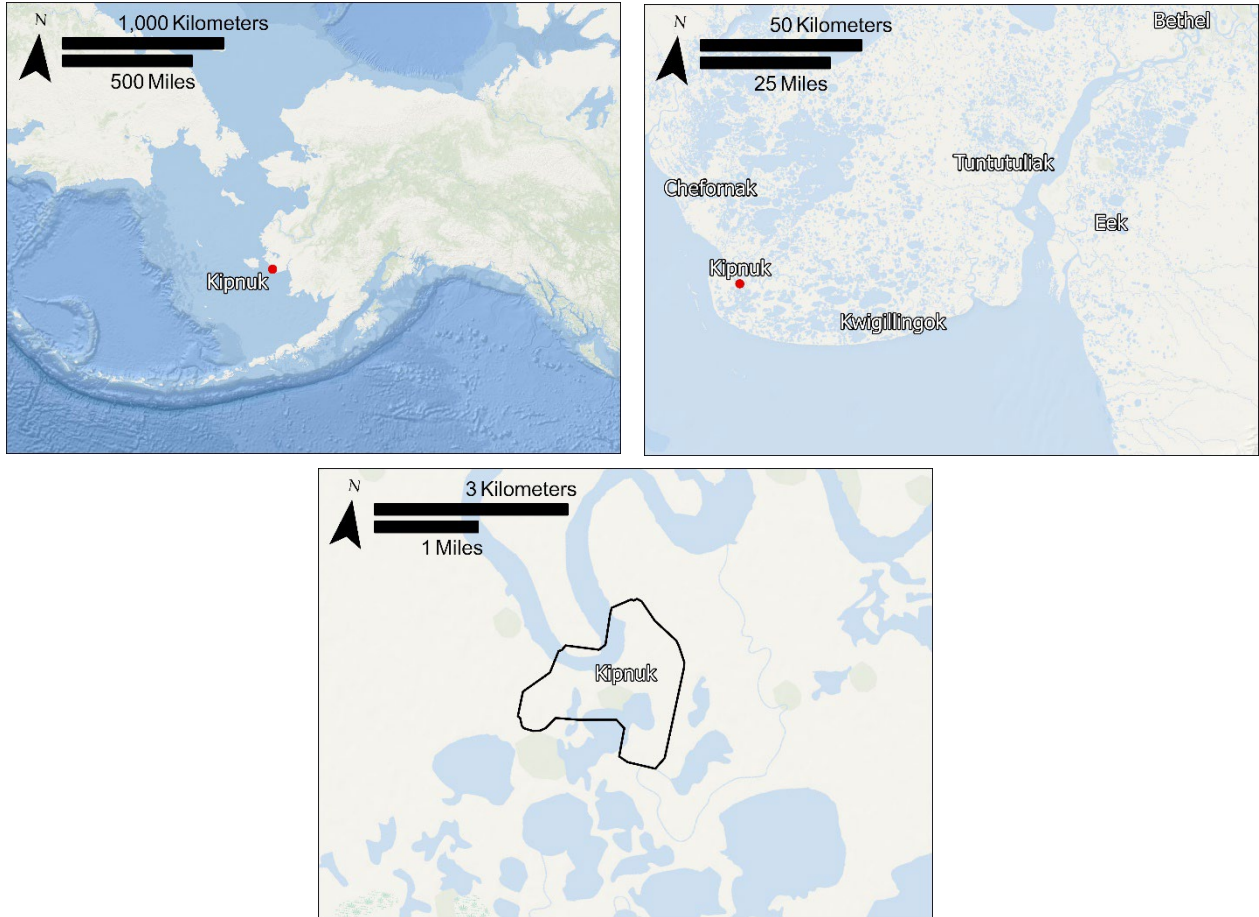 N
1,000 Kilometers
500 Miles
Kipnuk
N
50 Kilometers
25 Miles
Bethel
Tuntutuliak
Chefornak
Eek
Kipnuk
Kwigillingok
N
3 Kilometers
1 Miles
Kipnuk